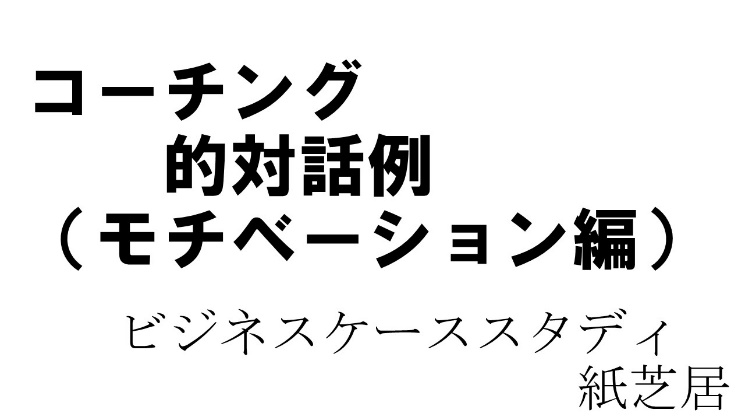 コーチング
的対話例
（モチベーション編）
ビジネスケーススタディ
紙芝居